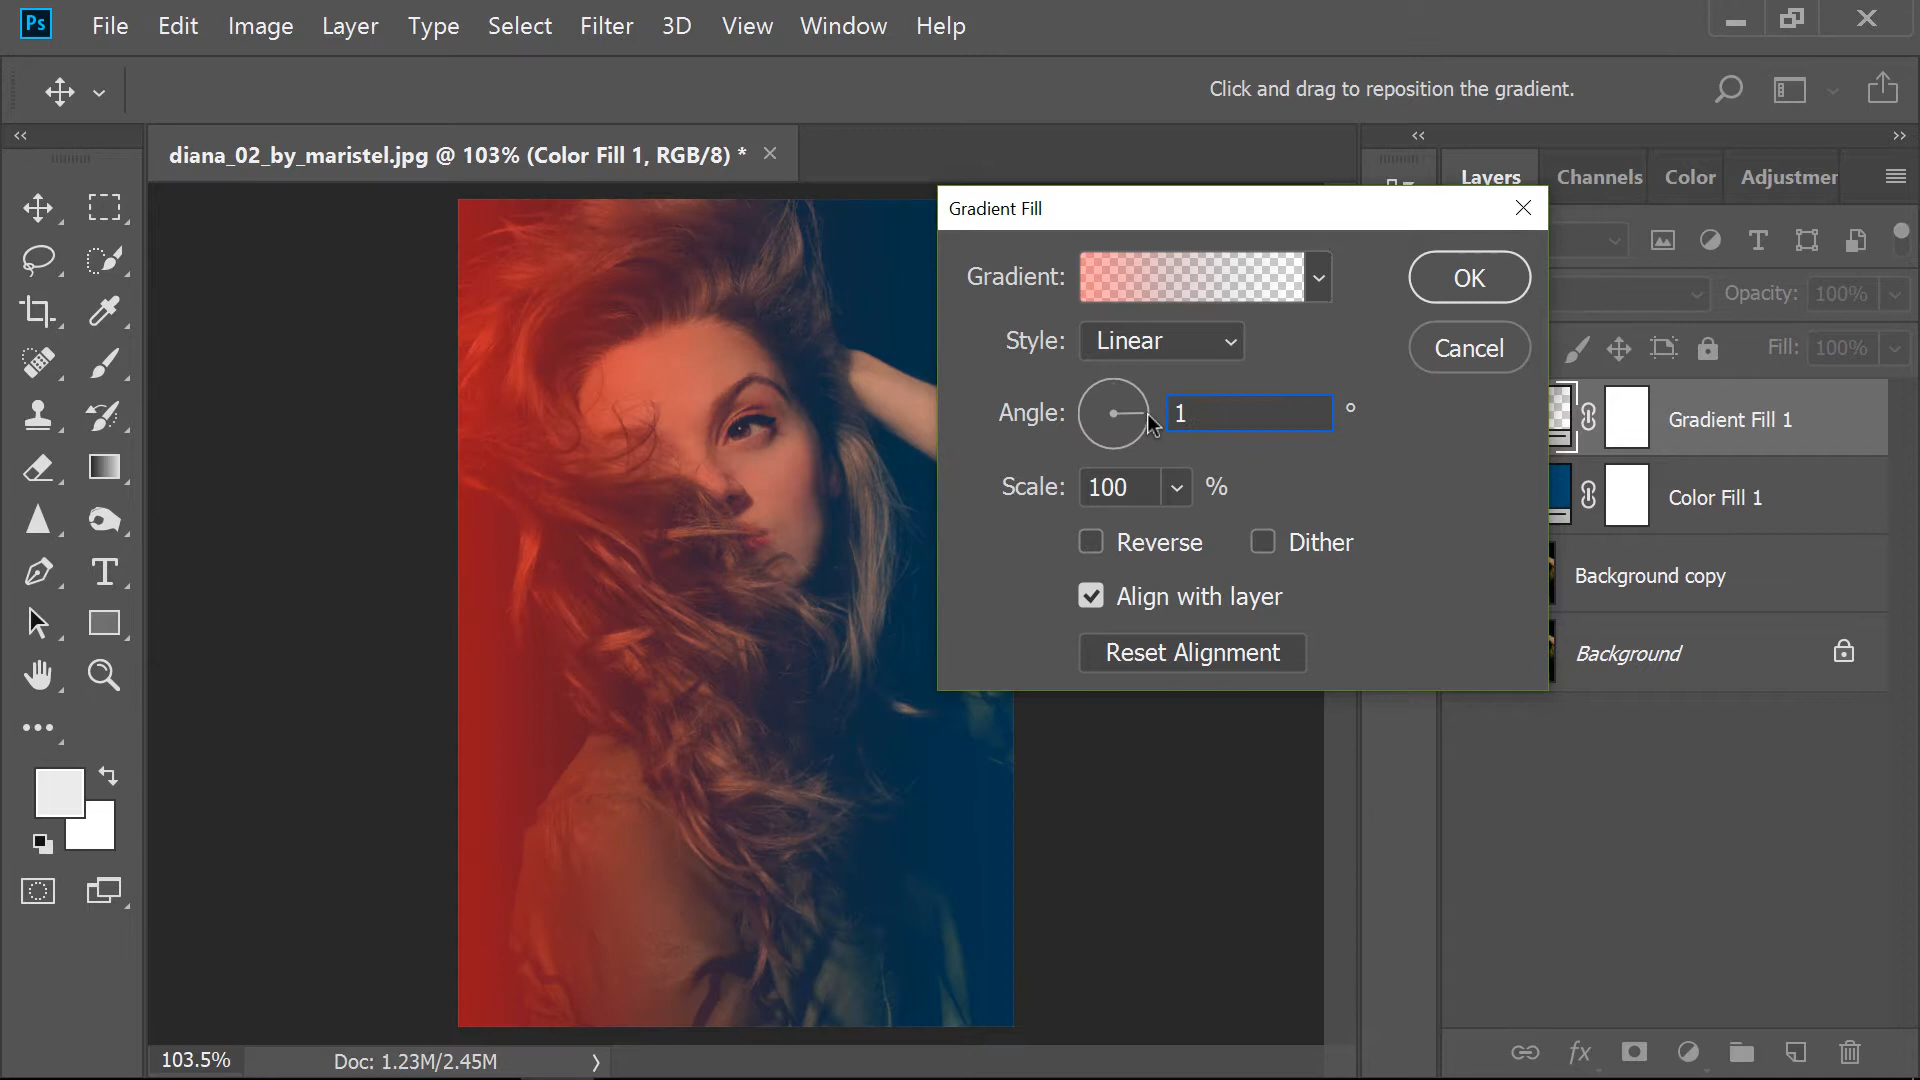 Ps File Edit Image Layer Type Select Filter 3D View Window Help
Click and drag to reposition the gradient.
diana_02_by_maristel.jpg @ 103% (Color Fill 1, RGB/8) *
Layers Channels Color Adjustmer
Gradient Fill
Gradient:
OK
Style: Linear
Cancel
Angle: 1 °
Scale: 100 %
Reverse Dither
Align with layer
Reset Alignment
Opacity: 100%
Fill: 100%
Gradient Fill 1
Color Fill 1
Background copy
Background
103.5% Doc: 1.23M/2.45M
fx